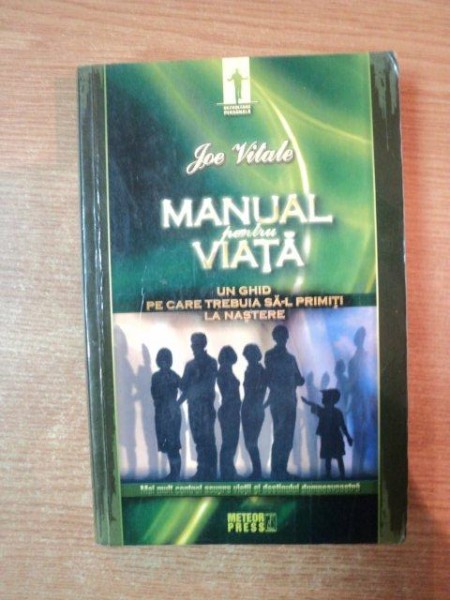 DEZVOLTARE
PERSONALĂ
Joe Vitale
MANUAL
pentru
VIAȚĂ
UN GHID
PE CARE TREBUIA SĂ-L PRIMIȚI
LA NAȘTERE
Mai mult control asupra vieții și destinului dumneavoastră
METEOR
PRESS